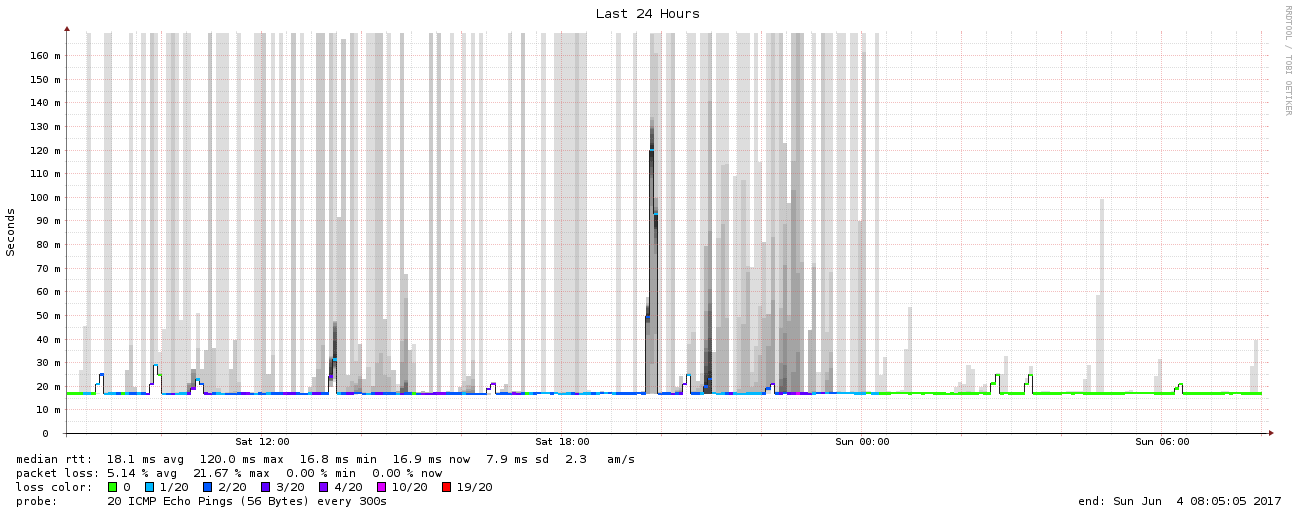 Last 24 Hours
RRDTOOL / TOBI OETIKER
Seconds
160 m
150 m
140 m
130 m
120 m
110 m
100 m
90 m
80 m
70 m
60 m
50 m
40 m
30 m
20 m
10 m
0
Sat 12:00 Sat 18:00 Sun 00:00 Sun 06:00
median rtt: 18.1 ms avg 120.0 ms max 16.8 ms min 16.9 ms now 7.9 ms sd 2.3 am/s
packet loss: 5.14 % avg 21.67 % max 0.00 % min 0.00 % now
loss color: 0 1/20 2/20 3/20 4/20 10/20 19/20
probe: 20 ICMP Echo Pings (56 Bytes) every 300s end: Sun Jun 4 08:05:05 2017